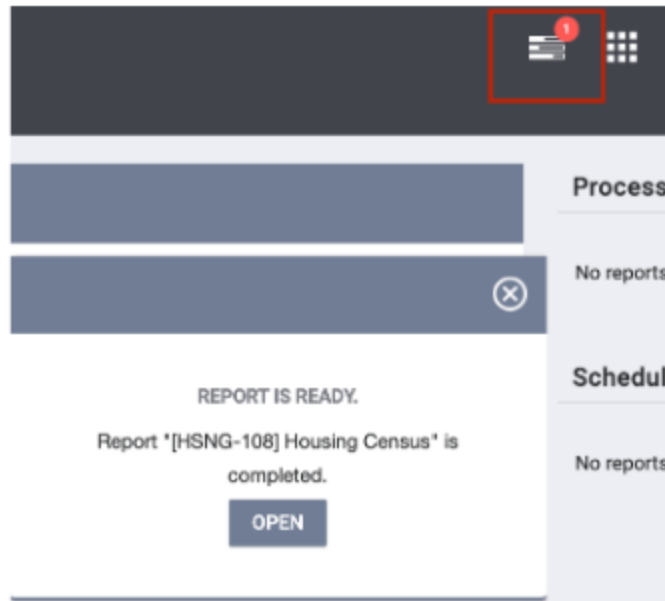 1
Process
No reports
Schedul
No reports
REPORT IS READY.
Report "[HSNG-108] Housing Census" is
completed.
OPEN